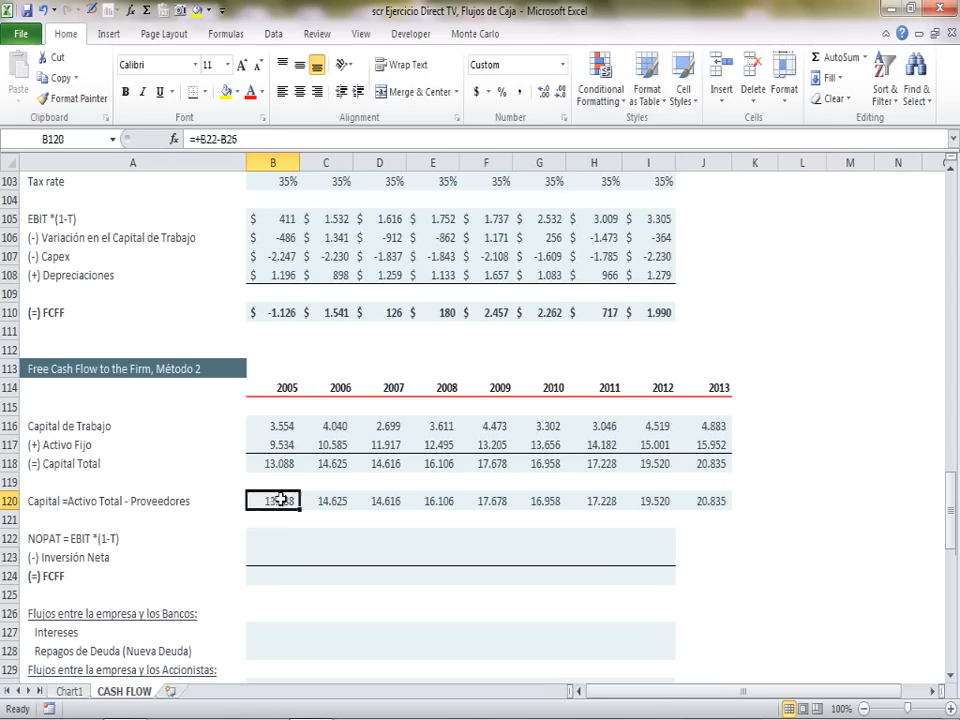 scr Ejercicio Direct TV, Flujos de Caja - Microsoft Excel
File Home Insert Page Layout Formulas Data Review View Developer Monte Carlo
Cut
Copy
Format Painter
Paste
Clipboard
Calibri 11
B I U
Font
Wrap Text
Merge & Center
Alignment
Custom
$ % ,
Number
Conditional Formatting
Format as Table
Cell Styles
Styles
Insert Delete Format
Cells
Σ AutoSum
Fill
Clear
Sort & Filter
Find & Select
Editing
B120 fx =+B22-B26
A B C D E F G H I J K L M N
103 Tax rate 35% 35% 35% 35% 35% 35% 35% 35%
104
105 EBIT *(1-T) $ 411 $ 1.532 $ 1.616 $ 1.752 $ 1.737 $ 2.532 $ 3.009 $ 3.305
106 (-) Variación en el Capital de Trabajo $ -486 $ 1.341 $ -912 $ -862 $ 1.171 $ 256 $ -1.473 $ -364
107 (-) Capex $ -2.247 $ -2.230 $ -1.837 $ -1.843 $ -2.108 $ -1.609 $ -1.785 $ -2.230
108 (+) Depreciaciones $ 1.196 $ 898 $ 1.259 $ 1.133 $ 1.657 $ 1.083 $ 966 $ 1.279
109
110 (=) FCFF $ -1.126 $ 1.541 $ 126 $ 180 $ 2.457 $ 2.262 $ 717 $ 1.990
111
112
113 Free Cash Flow to the Firm, Método 2
114 2005 2006 2007 2008 2009 2010 2011 2012 2013
115
116 Capital de Trabajo 3.554 4.040 2.699 3.611 4.473 3.302 3.046 4.519 4.883
117 (+) Activo Fijo 9.534 10.585 11.917 12.495 13.205 13.656 14.182 15.001 15.952
118 (=) Capital Total 13.088 14.625 14.616 16.106 17.678 16.958 17.228 19.520 20.835
119
120 Capital =Activo Total - Proveedores 14.625 14.616 16.106 17.678 16.958 17.228 19.520 20.835
121
122 NOPAT = EBIT *(1-T)
123 (-) Inversión Neta
124 (=) FCFF
125
126 Flujos entre la empresa y los Bancos:
127 Intereses
128 Repagos de Deuda (Nueva Deuda)
129 Flujos entre la empresa y los Accionistas:
Chart1 CASH FLOW
Ready 100%